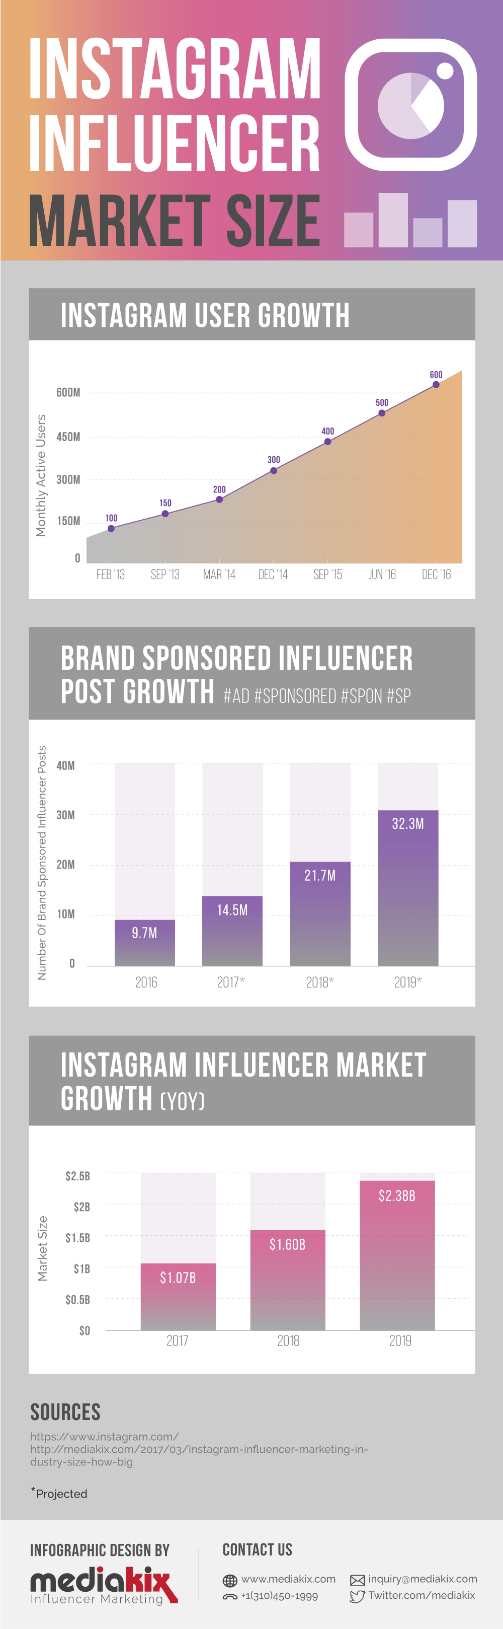 INSTAGRAM
INFLUENCER
MARKET SIZE
INSTAGRAM USER GROWTH
Monthly Active Users
600M
450M
300M
150M
0
100
150
200
300
400
500
600
FEB '13
SEP '13
MAR '14
DEC '14
SEP '15
JUN '16
DEC '16
BRAND SPONSORED INFLUENCER
POST GROWTH #AD #SPONSORED #SPON #SP
Number Of Brand Sponsored Influencer Posts
40M
30M
20M
10M
0
9.7M
14.5M
21.7M
32.3M
2016
2017*
2018*
2019*
INSTAGRAM INFLUENCER MARKET
GROWTH (YOY)
Market Size
$2.5B
$2B
$1.5B
$1B
$0.5B
$0
$1.07B
$1.60B
$2.38B
2017
2018
2019
SOURCES
https://www.instagram.com/
http://mediakix.com/2017/03/instagram-influencer-marketing-in-
dustry-size-how-big
*Projected
INFOGRAPHIC DESIGN BY
mediakix
Influencer Marketing
CONTACT US
www.mediakix.com
inquiry@mediakix.com
+1(310)450-1999
Twitter.com/mediakix